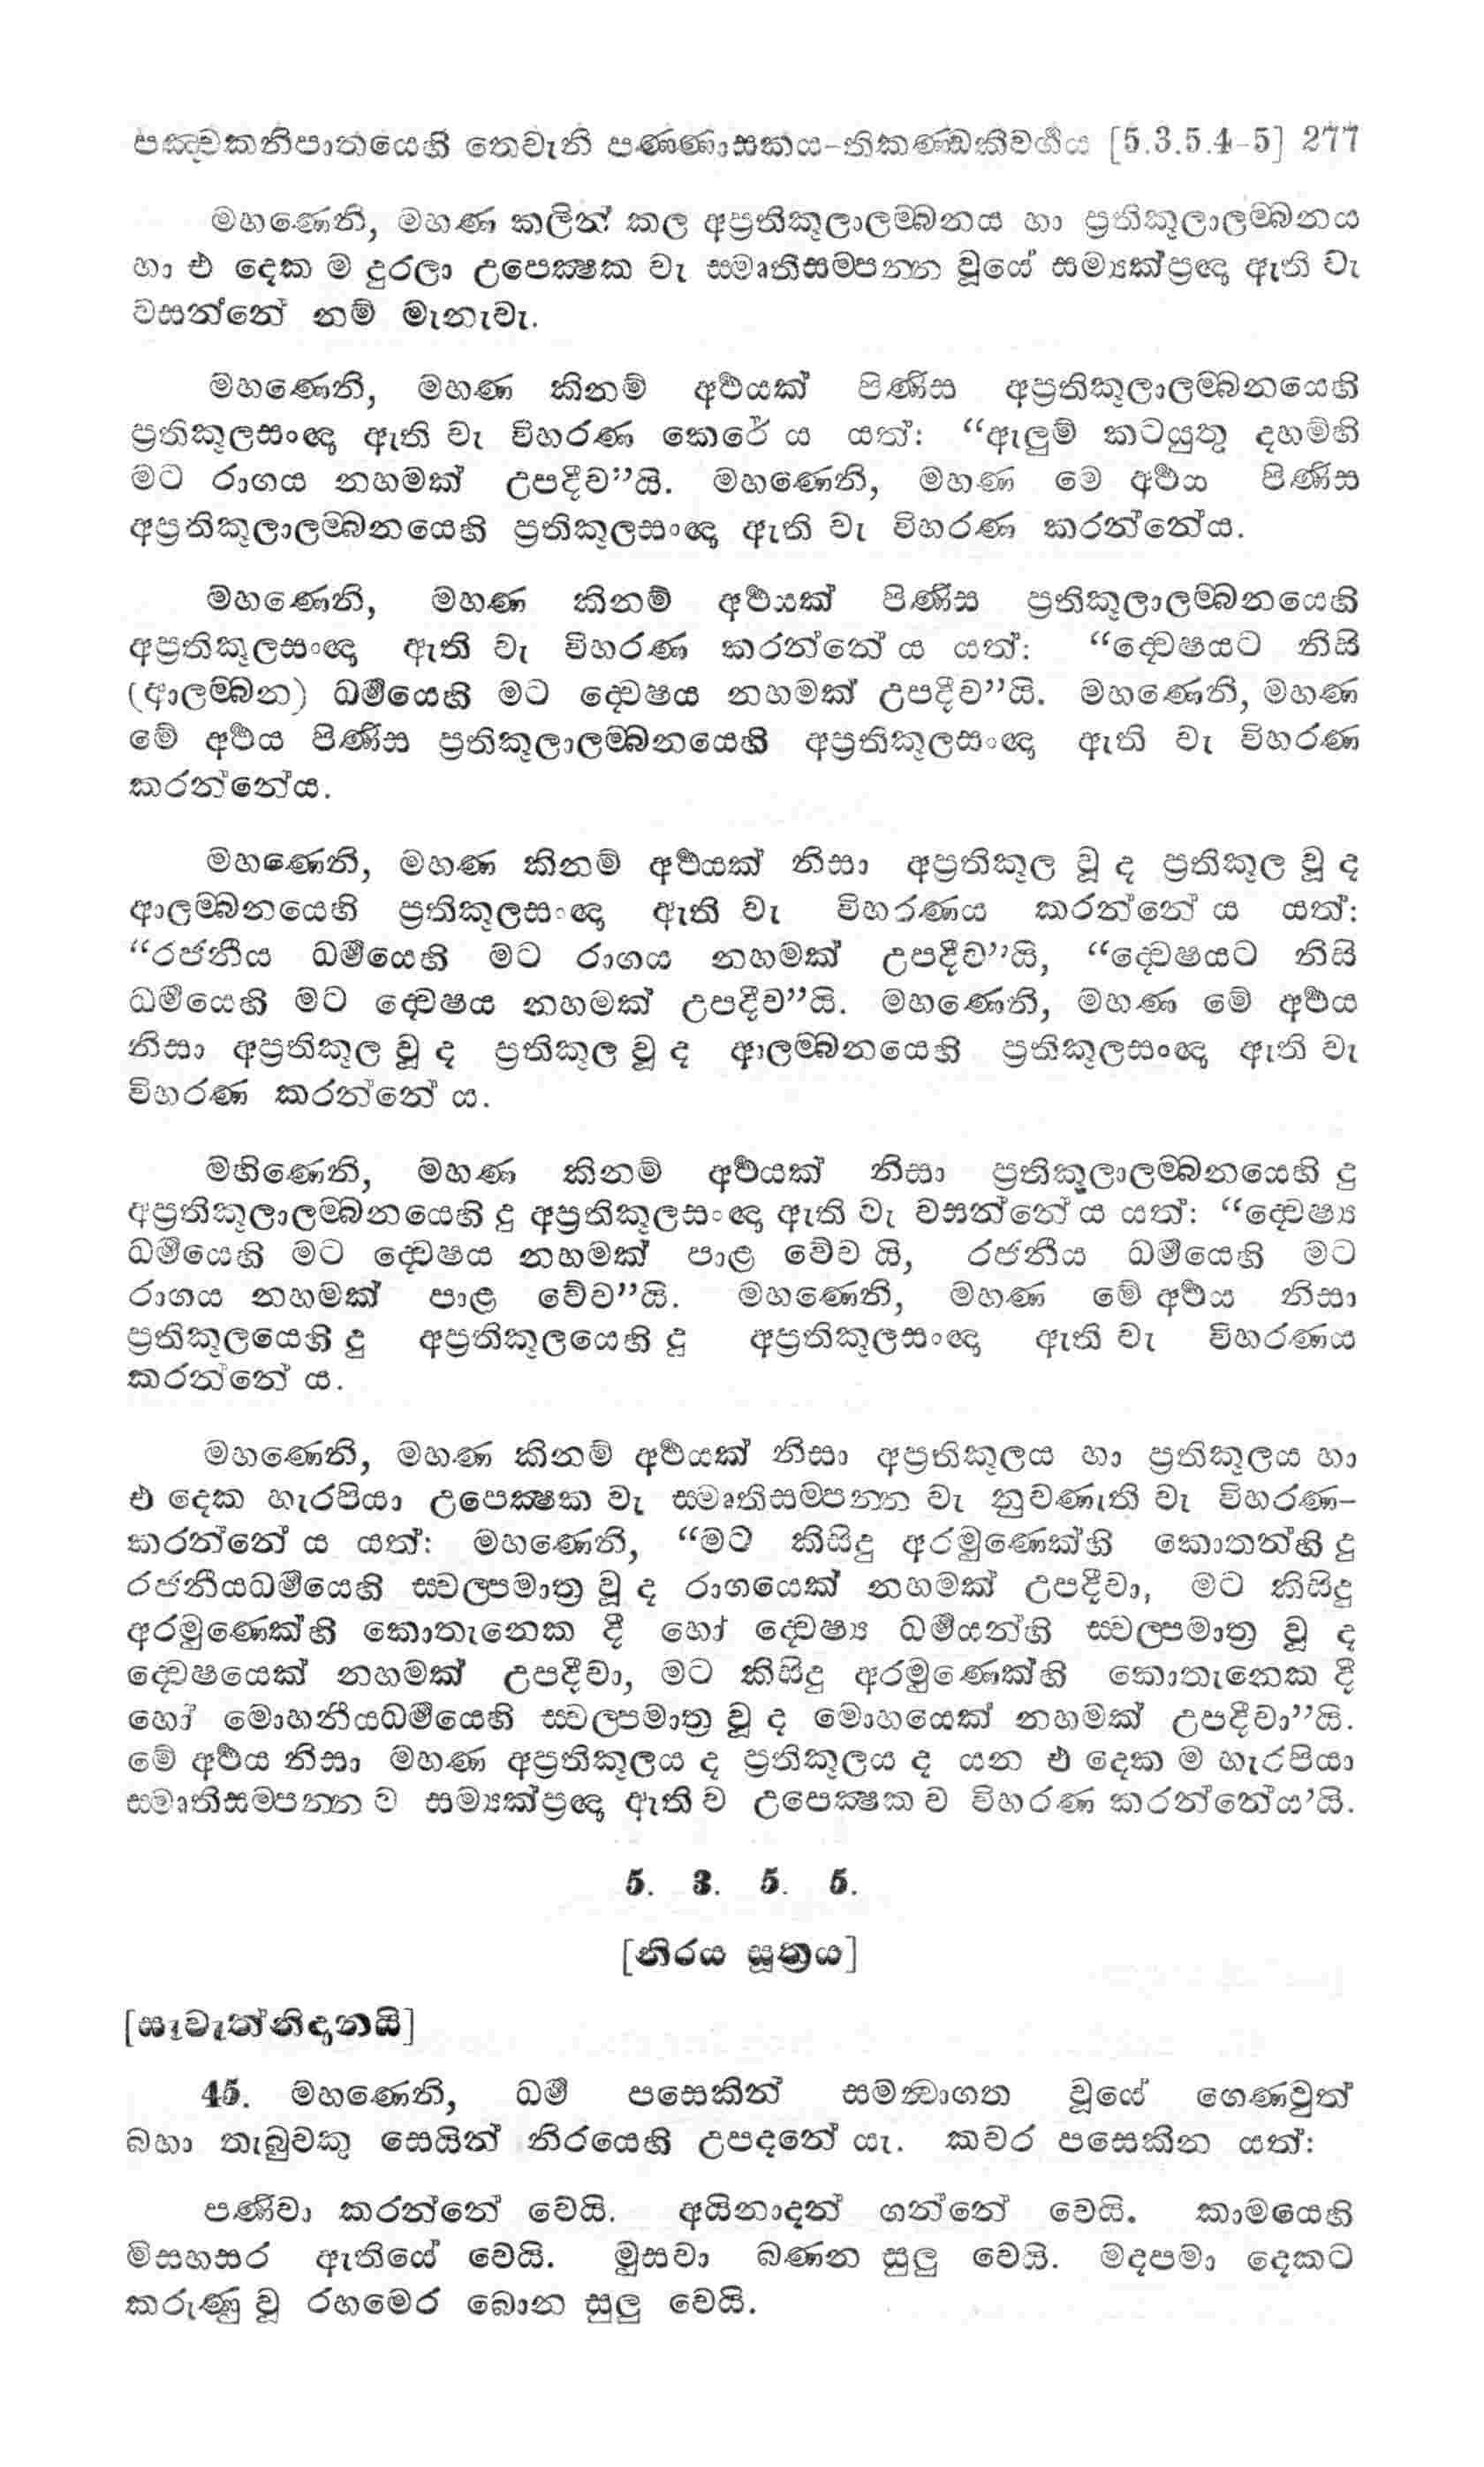 පඤ්චකනිපාතයෙහි තෙවැනි පණ්ණාසකය-තිකණ්ඩකීවර්ගය [5.3.5.4-5] 277
මහණෙනි, මහණ කලින් කල අප්‍රතිකූලාලම්බනය හා ප්‍රතිකූලාලම්බනය
හා එ දෙක ම දුරලා උපෙක්‍ෂක වැ සමෘතිසම්පන්න වූයේ සම්‍යක්ප්‍රඥා ඇති වැ
වසන්නේ නම් මැනැවැ.
මහණෙනි, මහණ කිනම් අර්‍ථයක් පිණිස අප්‍රතිකූලාලම්බනයෙහි
ප්‍රතිකූලසංඥා ඇති වැ විහරණ කෙරේ ය යත්: “ඇලුම් කටයුතු දහම්හි
මට රාගය නහමක් උපදීව”යි. මහණෙනි, මහණ මෙ අර්‍ථය පිණිස
අප්‍රතිකූලාලම්බනයෙහි ප්‍රතිකූලසංඥා ඇති වැ විහරණ කරන්නේය.
මහණෙනි, මහණ කිනම් අර්‍ථයක් පිණිස ප්‍රතිකූලාලම්බනයෙහි
අප්‍රතිකූලසංඥා ඇති වැ විහරණ කරන්නේ ය යත්: “ද්වෙෂයට නිසි
(ආලම්බන) ධර්‍මයෙහි මට ද්වෙෂය නහමක් උපදීව”යි. මහණෙනි, මහණ
මේ අර්‍ථය පිණිස ප්‍රතිකූලාලම්බනයෙහි අප්‍රතිකූලසංඥා ඇති වැ විහරණ
කරන්නේය.
මහණෙනි, මහණ කිනම් අර්‍ථයක් නිසා අප්‍රතිකූල වූ ද ප්‍රතිකූල වූ ද
ආලම්බනයෙහි ප්‍රතිකූලසංඥා ඇති වැ විහරණය කරන්නේ ය යත්:
“රජනීය ධර්‍මයෙහි මට රාගය නහමක් උපදීව”යි, “ද්වෙෂයට නිසි
ධර්‍මයෙහි මට ද්වෙෂය නහමක් උපදීව”යි. මහණෙනි, මහණ මේ අර්‍ථය
නිසා අප්‍රතිකූල වූ ද ප්‍රතිකූල වූ ද ආලම්බනයෙහි ප්‍රතිකූලසංඥා ඇති වැ
විහරණ කරන්නේ ය.
මහිණෙනි, මහණ කිනම් අර්‍ථයක් නිසා ප්‍රතිකූලාලම්බනයෙහි දු
අප්‍රතිකූලාලම්බනයෙහි දු අප්‍රතිකූලසංඥා ඇති වැ වසන්නේ ය යත්: “ද්වෙෂ්‍ය
ධර්‍මයෙහි මට ද්වෙෂය නහමක් පාළ වේව යි, රජනීය ධර්‍මයෙහි මට
රාගය නහමක් පාළ වේව”යි. මහණෙනි, මහණ මේ අර්‍ථය නිසා
ප්‍රතිකූලයෙහි දු අප්‍රතිකූලයෙහි දු අප්‍රතිකූලසංඥා ඇති වැ විහරණය
කරන්නේ ය.
මහණෙනි, මහණ කිනම් අර්‍ථයක් නිසා අප්‍රතිකූලය හා ප්‍රතිකූලය හා
එ දෙක හැරපියා උපෙක්‍ෂක වැ සමෘතිසම්පන්න වැ නුවණැති වැ විහරණ-
කරන්නේ ය යත්: මහණෙනි, “මට කිසිදු අරමුණෙක්හි කොතන්හි දු
රජනීයධර්‍මයෙහි ස්වල්පමාත්‍ර වූ ද රාගයෙක් නහමක් උපදීවා, මට කිසිදු
අරමුණෙක්හි කොතැනෙක දී හෝ ද්වෙෂ්‍ය ධර්‍මයන්හි ස්වල්පමාත්‍ර වූ ද
ද්වෙෂයෙක් නහමක් උපදීවා, මට කිසිදු අරමුණෙක්හි කොතැනෙක දී
හෝ මොහනීයධර්‍මයෙහි ස්වල්පමාත්‍ර වූ ද මොහයෙක් නහමක් උපදීවා”යි.
මේ අර්‍ථය නිසා මහණ අප්‍රතිකූලය ද ප්‍රතිකූලය ද යන එ දෙක ම හැරපියා
සමෘතිසම්පන්න ව සම්‍යක්ප්‍රඥා ඇති ව උපෙක්‍ෂක ව විහරණ කරන්නේය’යි.
5. 3. 5. 5.
[නිරය සූත්‍රය]
[සැවැත්නිදානයි]
45. මහණෙනි, ධර්‍ම පසෙකින් සමන්වාගත වූයේ ගෙණවුත්
බහා තැබුවකු සෙයින් නිරයෙහි උපදනේ යැ. කවර පසෙකින යත්:
පණිවා කරන්නේ වෙයි. අයිනාදන් ගන්නේ වෙයි. කාමයෙහි
මිසහසර ඇතියේ වෙයි. මුසවා බණන සුලු වෙයි. මදපමා දෙකට
කරුණු වූ රහමෙර බොන සුලු වෙයි.